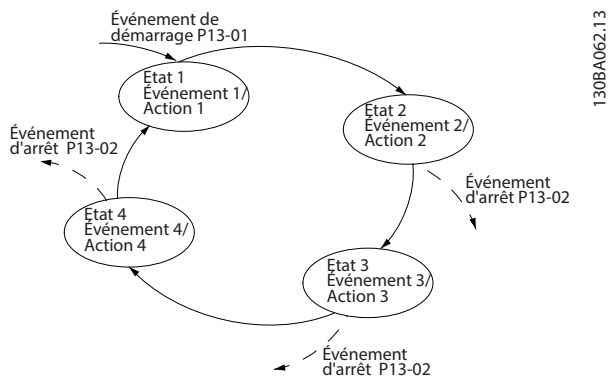 Événement de
démarrage P13-01
130BA062.13
Etat 1
Événement 1/
Action 1
Etat 2
Événement 2/
Action 2
Événement
d'arrêt P13-02
Événement
d'arrêt P13-02
Etat 4
Événement 4/
Action 4
Etat 3
Événement 3/
Action 3
Événement
d'arrêt P13-02